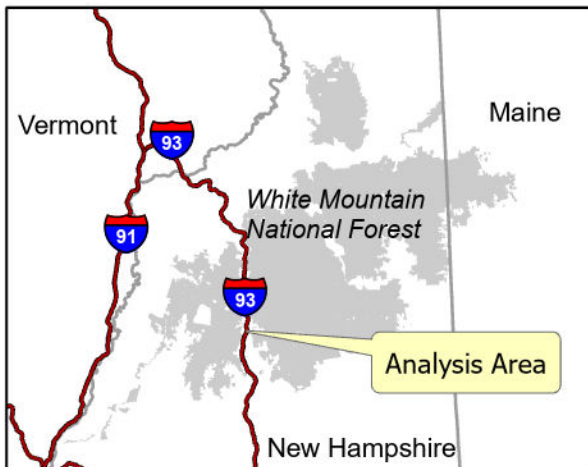 Vermont
93
Maine
White Mountain
National Forest
91
93
Analysis Area
New Hampshire